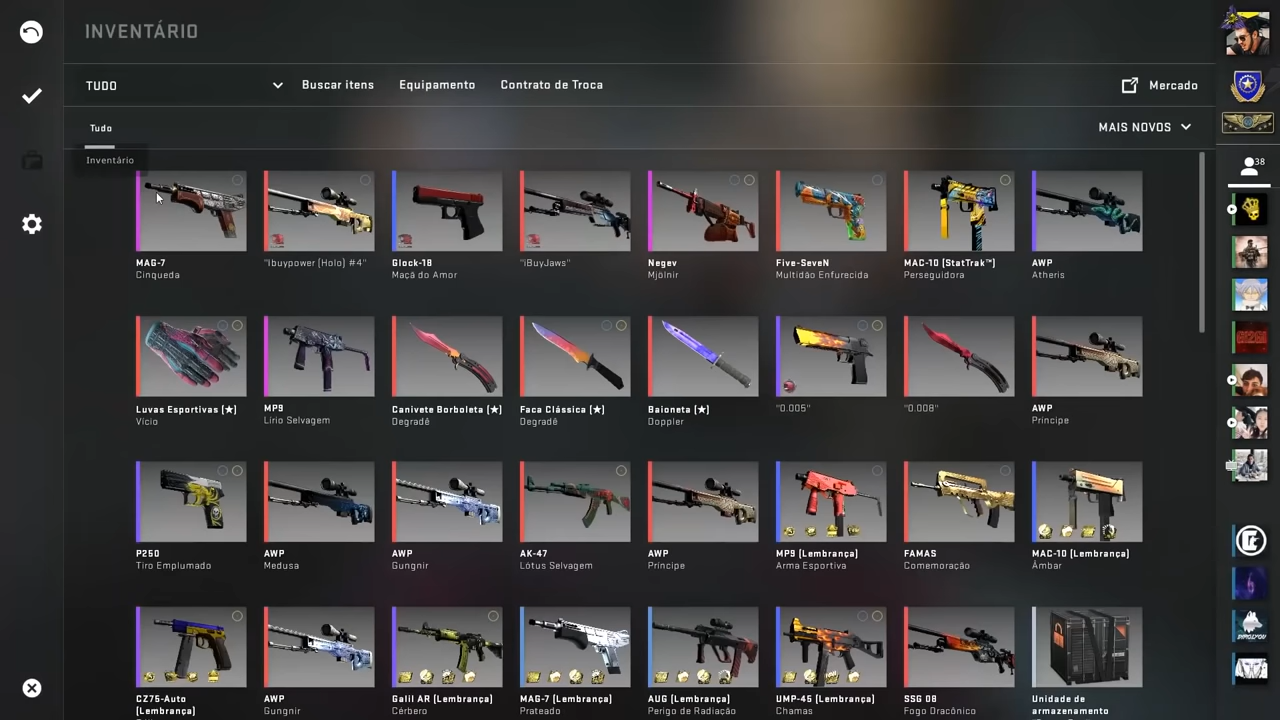 INVENTÁRIO
TUDO
Buscar itens
Equipamento
Contrato de Troca
Mercado
Tudo
MAIS NOVOS
Inventário
38
MAG-7
Cinqueda
"Ibuypower (Holo) #4"
Glock-18
Maçã do Amor
"iBuyJaws"
Negev
Mjölnir
Five-SeveN
Multidão Enfurecida
MAC-10 (StatTrak™)
Perseguidora
AWP
Atheris
Luvas Esportivas (★)
Vício
MP9
Lírio Selvagem
Canivete Borboleta (★)
Degradê
Faca Clássica (★)
Degradê
Baioneta (★)
Doppler
"0.005"
"0.008"
AWP
Príncipe
P250
Tiro Emplumado
AWP
Medusa
AWP
Gungnir
AK-47
Lótus Selvagem
AWP
Príncipe
MP9 (Lembrança)
Arma Esportiva
FAMAS
Comemoração
MAC-10 (Lembrança)
Âmbar
CZ75-Auto
(Lembrança)
AWP
Gungnir
Galil AR (Lembrança)
Cérbero
MAG-7 (Lembrança)
Prateado
AUG (Lembrança)
Perigo de Radiação
UMP-45 (Lembrança)
Chamas
SSG 08
Fogo Dracônico
Unidade de
armazenamento